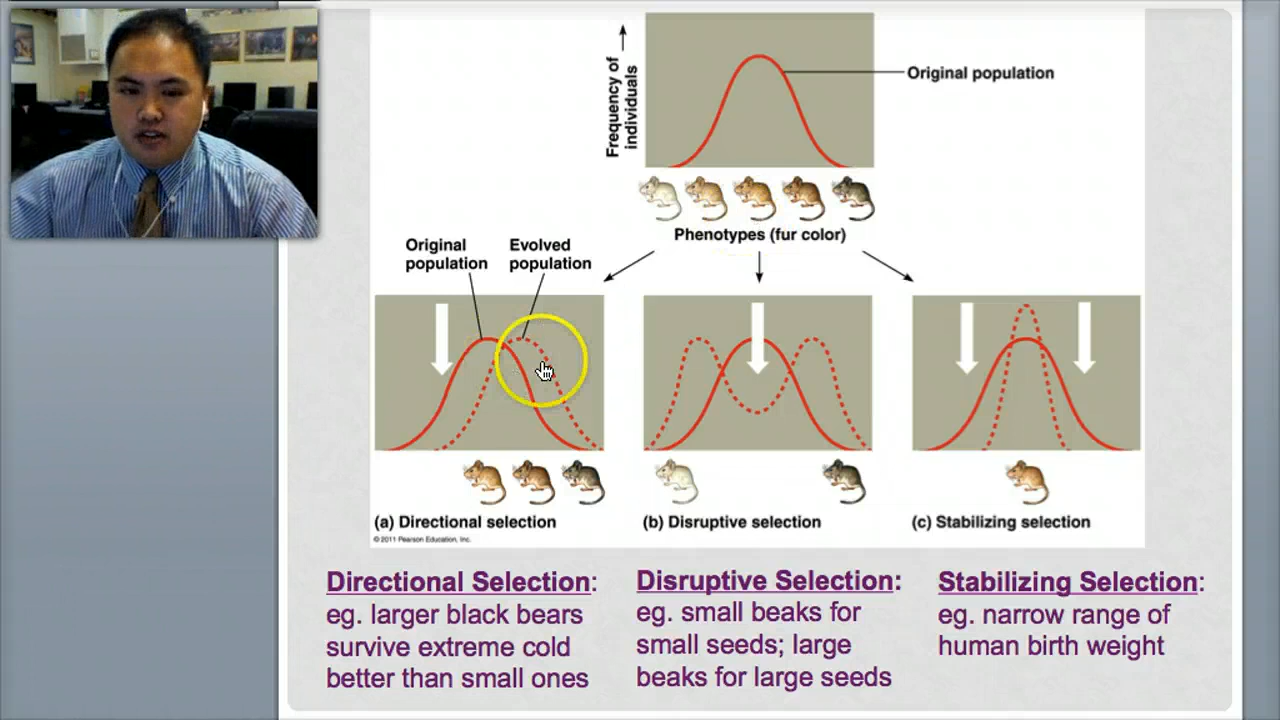 Frequency of
individuals
Original population
Phenotypes (fur color)
Original
population
Evolved
population
(a) Directional selection
(b) Disruptive selection
(c) Stabilizing selection
© 2011 Pearson Education, Inc.
Directional Selection:
eg. larger black bears
survive extreme cold
better than small ones
Disruptive Selection:
eg. small beaks for
small seeds; large
beaks for large seeds
Stabilizing Selection:
eg. narrow range of
human birth weight